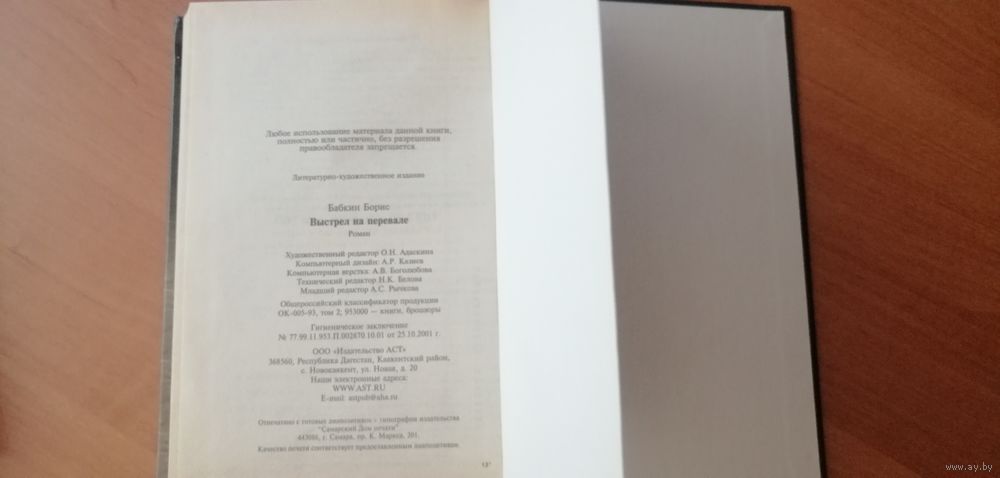 Любое использование материала данной книги,
полностью или частично, без разрешения
правообладателя запрещается.
Литературно-художественное издание
Бабкин Борис
Выстрел на перевале
Роман
Художественный редактор О.Н. Адаскина
Компьютерный дизайн: А.Р. Казиев
Компьютерная верстка: А.В. Боголюбова
Технический редактор Н.К. Белова
Младший редактор А.С. Рычкова
Общероссийский классификатор продукции
ОК-005-93, том 2; 953000 — книги, брошюры
Гигиеническое заключение
№ 77.99.11.953.П.002870.10.01 от 25.10.2001 г.
ООО «Издательство АСТ»
368560, Республика Дагестан, Каякентский район,
с. Новокаякент, ул. Новая, д. 20
Наши электронные адреса:
WWW.AST.RU
E-mail: astpub@aha.ru
Отпечатано с готовых диапозитивов в типографии издательства
"Самарский Дом печати"
443086, г. Самара, пр. К. Маркса, 201.
Качество печати соответствует предоставленным диапозитивам.
www.ay.by